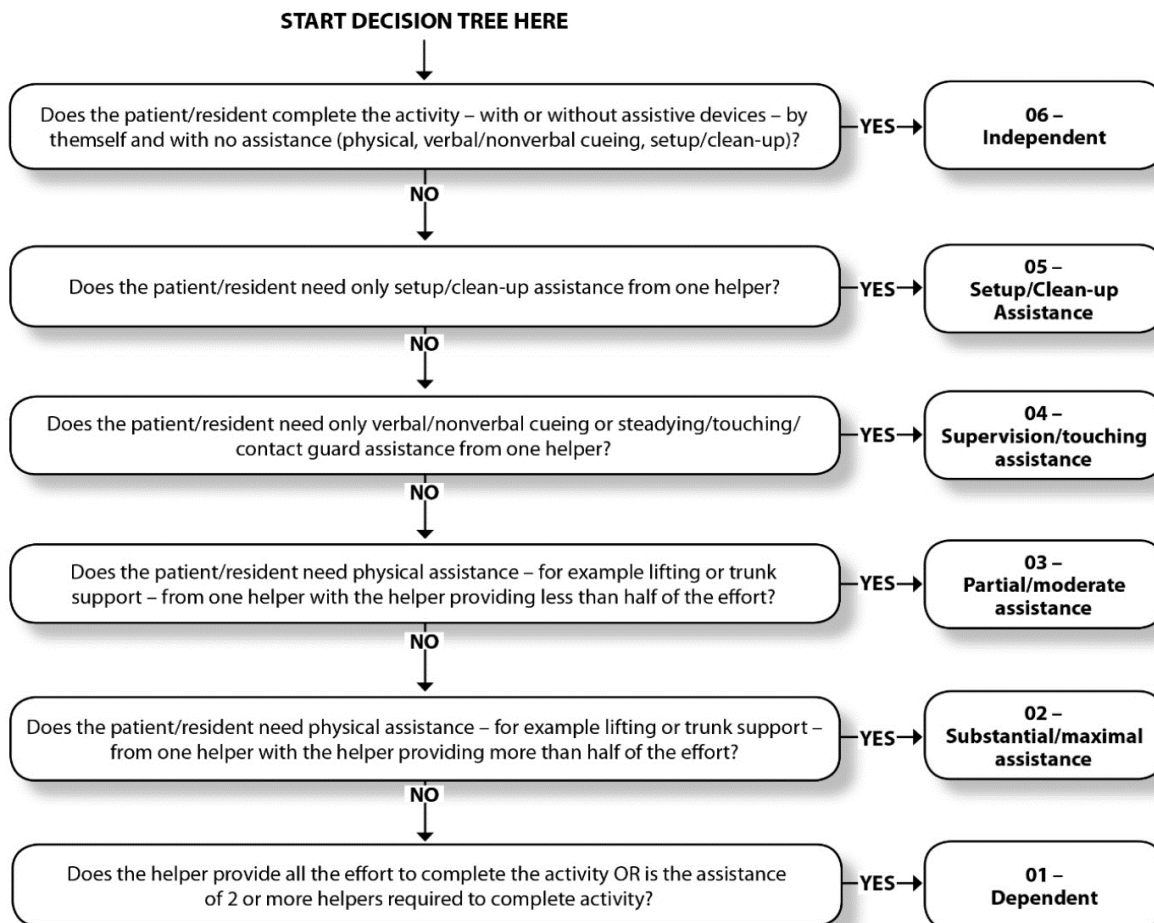 START DECISION TREE HERE
Does the patient/resident complete the activity – with or without assistive devices – by
themself and with no assistance (physical, verbal/nonverbal cueing, setup/clean-up)?
YES
06 –
Independent
NO
Does the patient/resident need only setup/clean-up assistance from one helper?
YES
05 –
Setup/Clean-up
Assistance
NO
Does the patient/resident need only verbal/nonverbal cueing or steadying/touching/
contact guard assistance from one helper?
YES
04 –
Supervision/touching
assistance
NO
Does the patient/resident need physical assistance – for example lifting or trunk
support – from one helper with the helper providing less than half of the effort?
YES
03 –
Partial/moderate
assistance
NO
Does the patient/resident need physical assistance – for example lifting or trunk support –
from one helper with the helper providing more than half of the effort?
YES
02 –
Substantial/maximal
assistance
NO
Does the helper provide all the effort to complete the activity OR is the assistance
of 2 or more helpers required to complete activity?
YES
01 –
Dependent